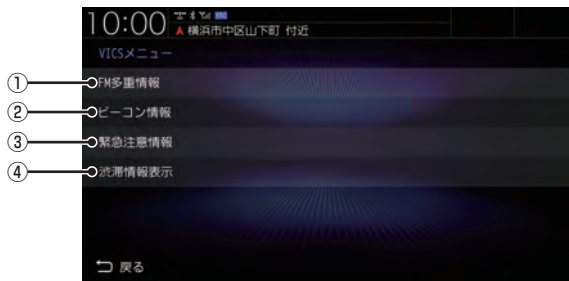 10:00
横浜市中区山下町 付近
VICSメニュー
① FM多重情報
② ビーコン情報
③ 緊急注意情報
④ 渋滞情報表示
戻る